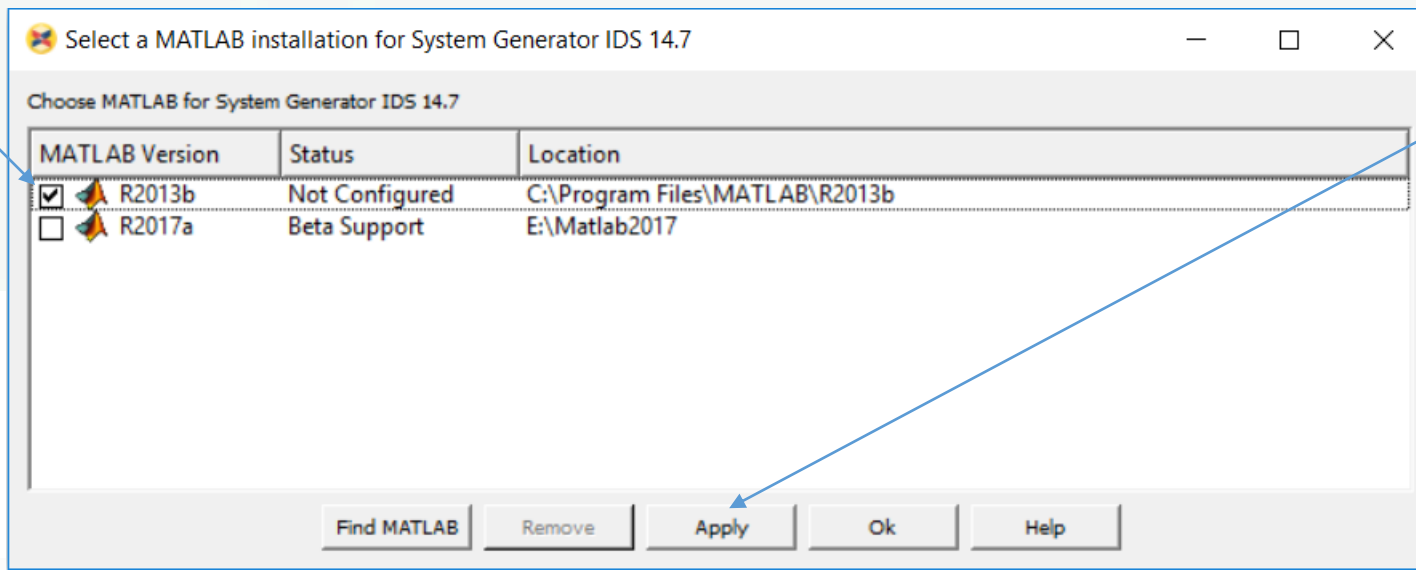 Select a MATLAB installation for System Generator IDS 14.7
Choose MATLAB for System Generator IDS 14.7
MATLAB Version Status Location
R2013b Not Configured C:\Program Files\MATLAB\R2013b
R2017a Beta Support E:\Matlab2017
Find MATLAB Remove Apply Ok Help